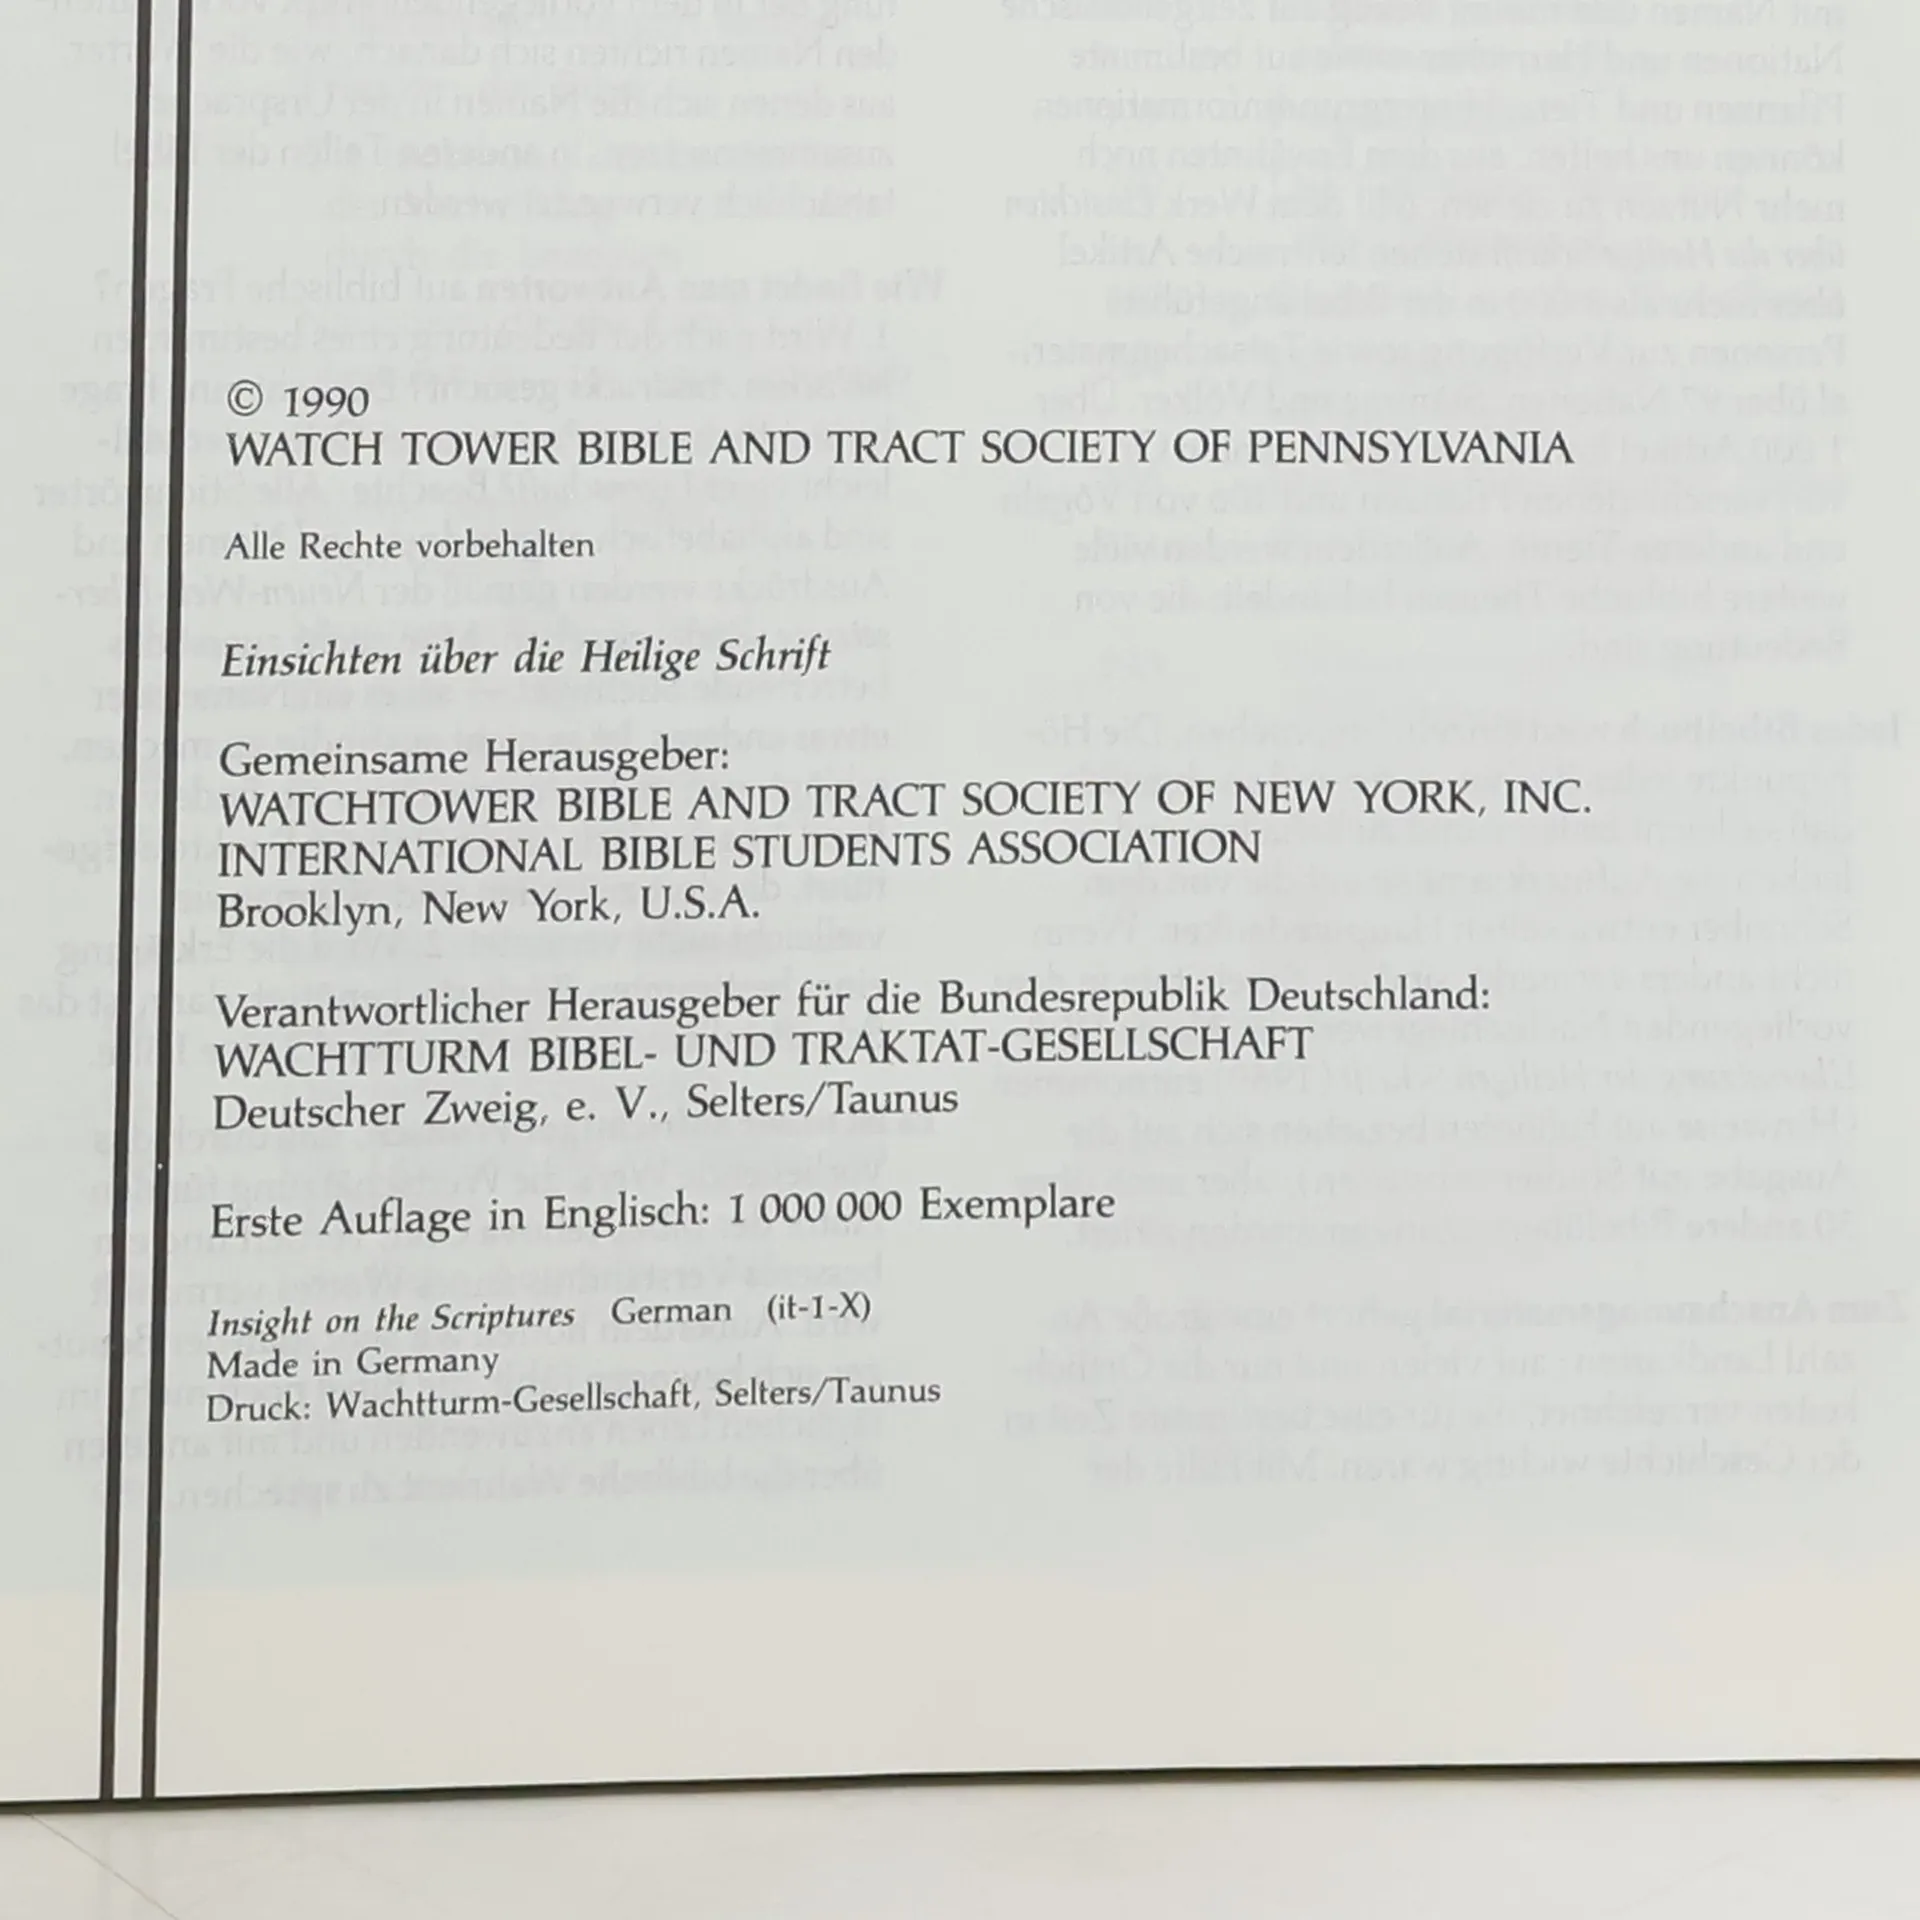 © 1990
WATCH TOWER BIBLE AND TRACT SOCIETY OF PENNSYLVANIA
Alle Rechte vorbehalten
Einsichten über die Heilige Schrift
Gemeinsame Herausgeber:
WATCHTOWER BIBLE AND TRACT SOCIETY OF NEW YORK, INC.
INTERNATIONAL BIBLE STUDENTS ASSOCIATION
Brooklyn, New York, U.S.A.
Verantwortlicher Herausgeber für die Bundesrepublik Deutschland:
WACHTTURM BIBEL- UND TRAKTAT-GESELLSCHAFT
Deutscher Zweig, e. V., Selters/Taunus
Erste Auflage in Englisch: 1 000 000 Exemplare
Insight on the Scriptures German (it-1-X)
Made in Germany
Druck: Wachtturm-Gesellschaft, Selters/Taunus